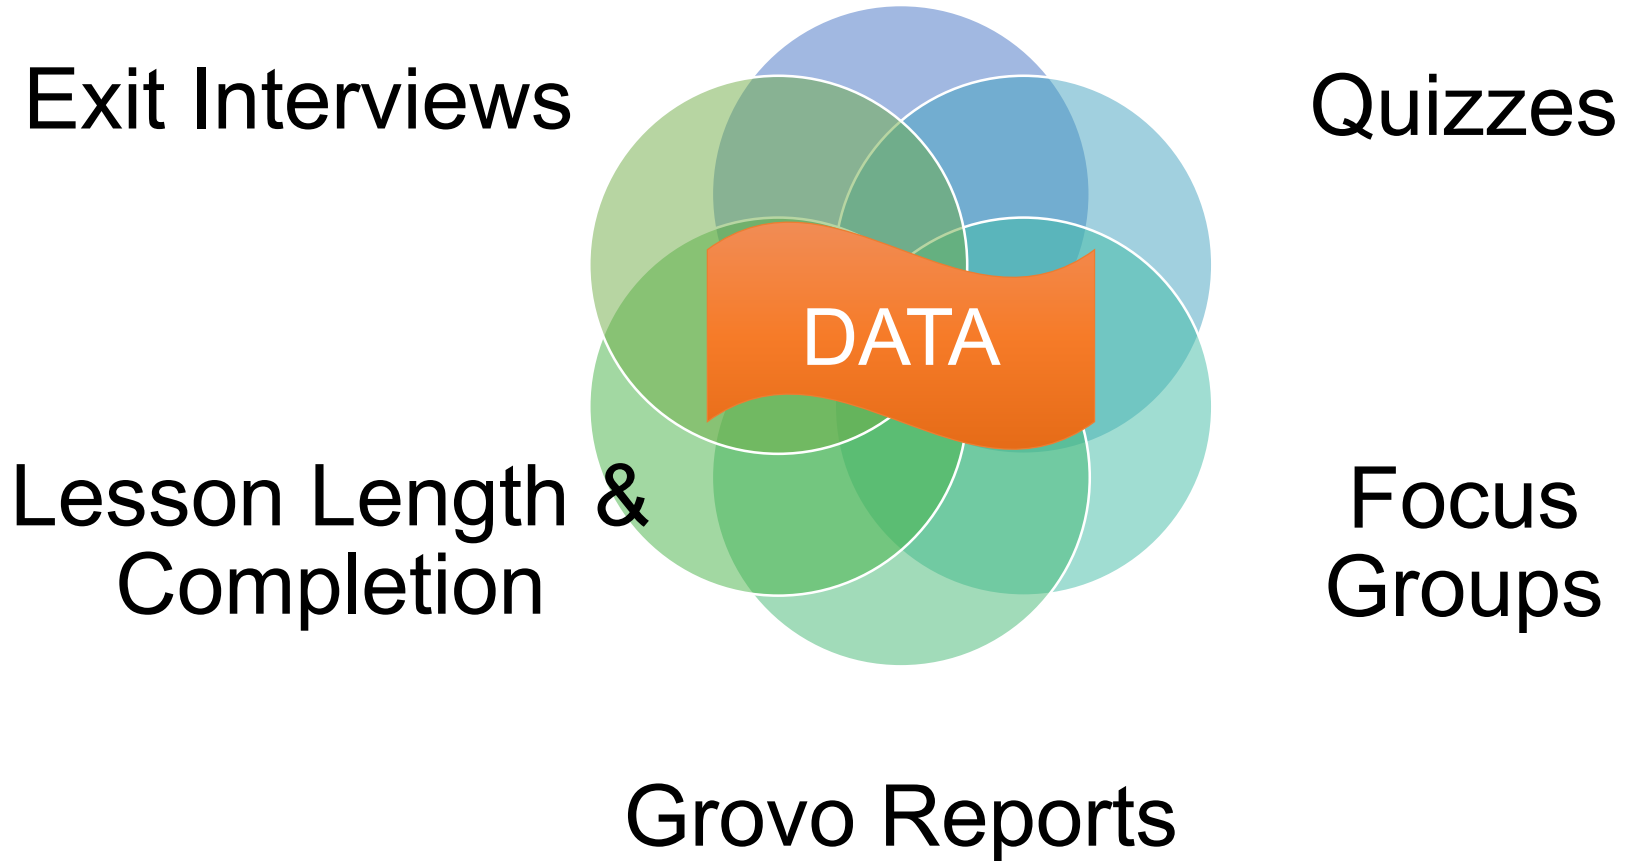 Exit Interviews
Quizzes
DATA
Lesson Length &
Completion
Focus
Groups
Grovo Reports